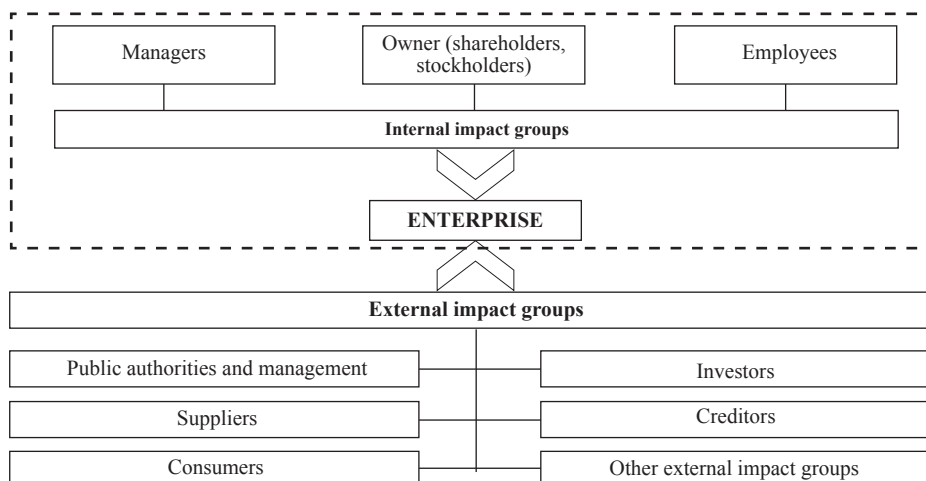 Managers
Owner (shareholders,
stockholders)
Employees
Internal impact groups
ENTERPRISE
External impact groups
Public authorities and management
Investors
Suppliers
Creditors
Consumers
Other external impact groups